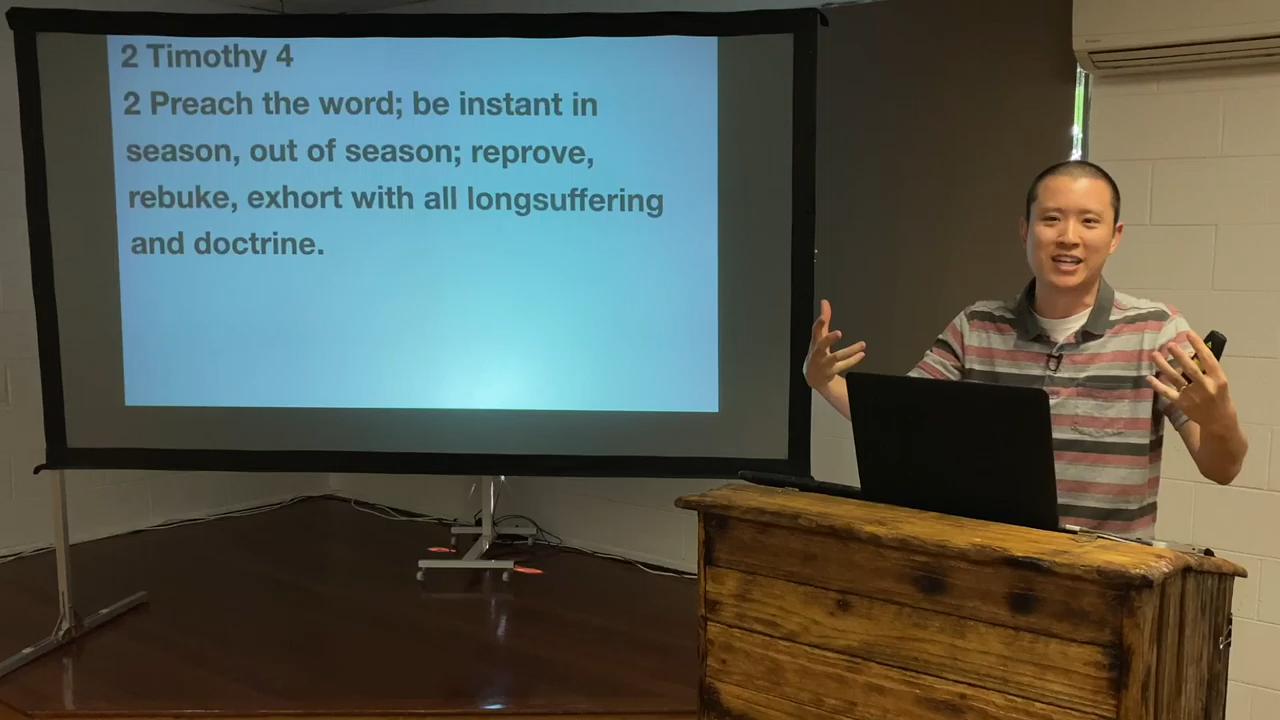 2 Timothy 4
2 Preach the word; be instant in
season, out of season; reprove,
rebuke, exhort with all longsuffering
and doctrine.